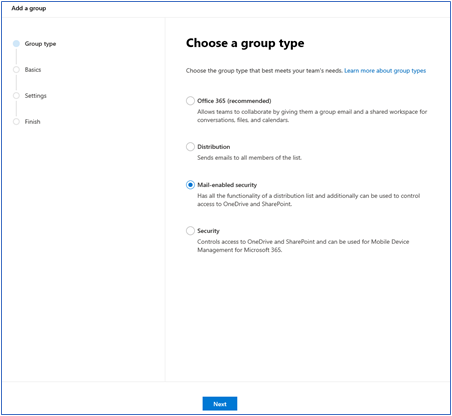 Add a group
Group type
Basics
Settings
Finish
Choose a group type
Choose the group type that best meets your team's needs. Learn more about group types
Office 365 (recommended)
Allows teams to collaborate by giving them a group email and a shared workspace for
conversations, files, and calendars.
Distribution
Sends emails to all members of the list.
Mail-enabled security
Has all the functionality of a distribution list and additionally can be used to control
access to OneDrive and SharePoint.
Security
Controls access to OneDrive and SharePoint and can be used for Mobile Device
Management for Microsoft 365.
Next